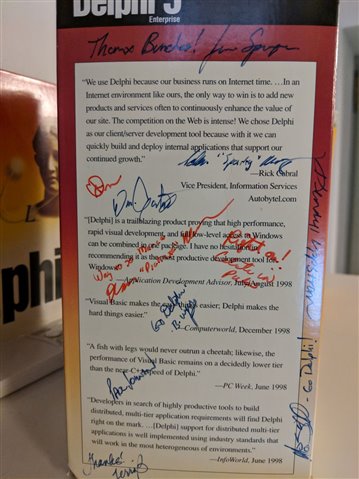 Delphi 5
Enterprise
"We use Delphi because our business runs on Internet time. …In an
Internet environment like ours, the only way to win is to add new
products and services often to continuously enhance the value of
our site. The competition on the Web is intense! We chose Delphi
as our client/server development tool because with it we can
quickly build and deploy internal applications that support our
continued growth."
—Rick Cabral
Vice President, Information Services
Autobytel.com
"[Delphi] is a trailblazing product proving that high performance,
rapid visual development, and full low-level access to Windows
can be combined in one package. I have no hesitation in
recommending it as the most productive development tool for
Windows
—Application Development Advisor, July/August 1998
"Visual Basic makes the easy things easier; Delphi makes the
hard things easier."
GO Delphi!
—Computerworld, December 1998
"A fish with legs would never outrun a cheetah; likewise, the
performance of Visual Basic remains on a decidedly lower tier
than the near-C++ speed of Delphi."
—PC Week, June 1998
"Developers in search of highly productive tools to build
distributed, multi-tier application requirements will find Delphi
right on the mark. …[Delphi] support for distributed multi-tier
applications is well implemented using industry standards that
will work in the most heterogeneous of environments."
—InfoWorld, June 1998
Thanks!
- Go Delphi!
phi